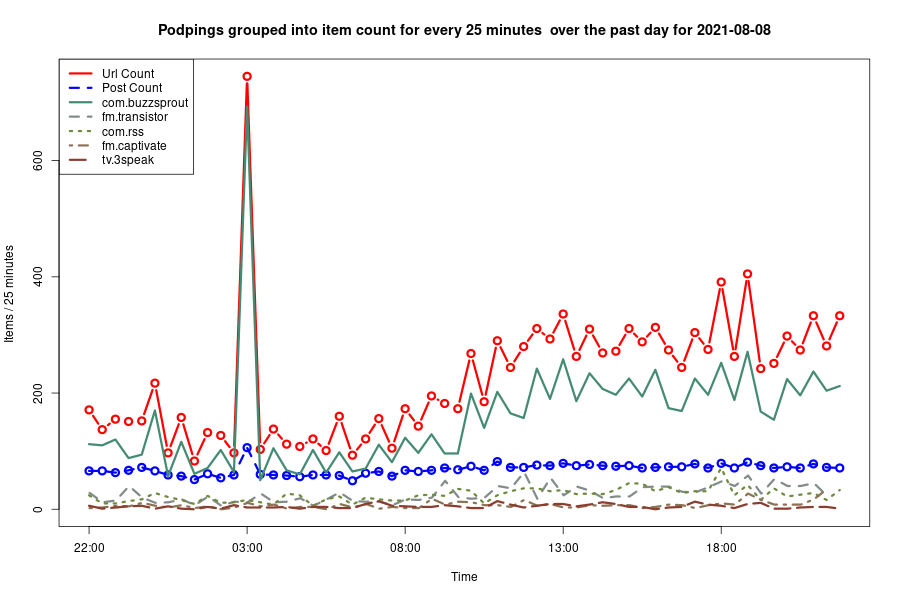 Podpings grouped into item count for every 25 minutes  over the past day for 2021-08-08
Url Count
Post Count
com.buzzsprout
fm.transistor
com.rss
fm.captivate
tv.3speak
600
400
200
0
Items / 25 minutes
22:00
03:00
08:00
13:00
18:00
Time